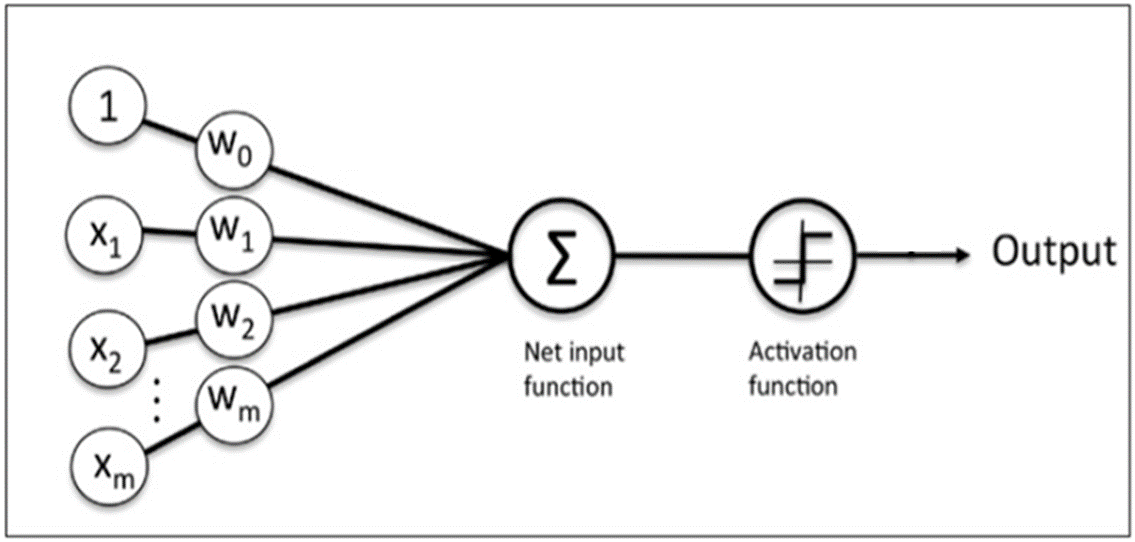 1
W0
X1
W1
X2
W2
Xm
Wm
Σ
Net input
function
Activation
function
Output